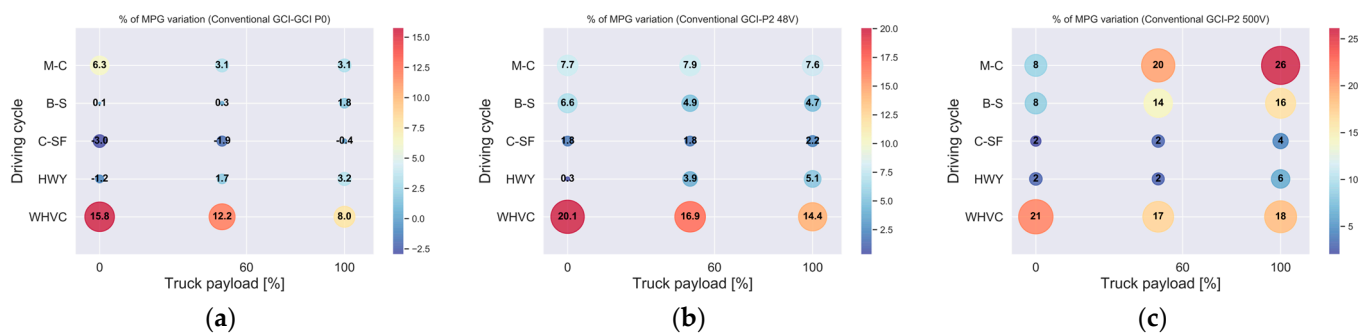 % of MPG variation (Conventional GCI-GCI P0)
Driving cycle
M-C 6.3 3.1 3.1
B-S 0.1 0.3 1.8
C-SF -3.0 -1.9 -0.4
HWY -1.2 1.7 3.2
WHVC 15.8 12.2 8.0
0 60 100
Truck payload [%]
15.0
12.5
10.0
7.5
5.0
2.5
0.0
−2.5
(a)
% of MPG variation (Conventional GCI-P2 48V)
Driving cycle
M-C 7.7 7.9 7.6
B-S 6.6 4.9 4.7
C-SF 1.8 1.8 2.2
HWY 0.3 3.9 5.1
WHVC 20.1 16.9 14.4
0 60 100
Truck payload [%]
20.0
17.5
15.0
12.5
10.0
7.5
5.0
2.5
(b)
% of MPG variation (Conventional GCI-P2 500V)
Driving cycle
M-C 8 20 26
B-S 8 14 16
C-SF 2 2 4
HWY 2 2 6
WHVC 21 17 18
0 60 100
Truck payload [%]
25
20
15
10
5
(c)